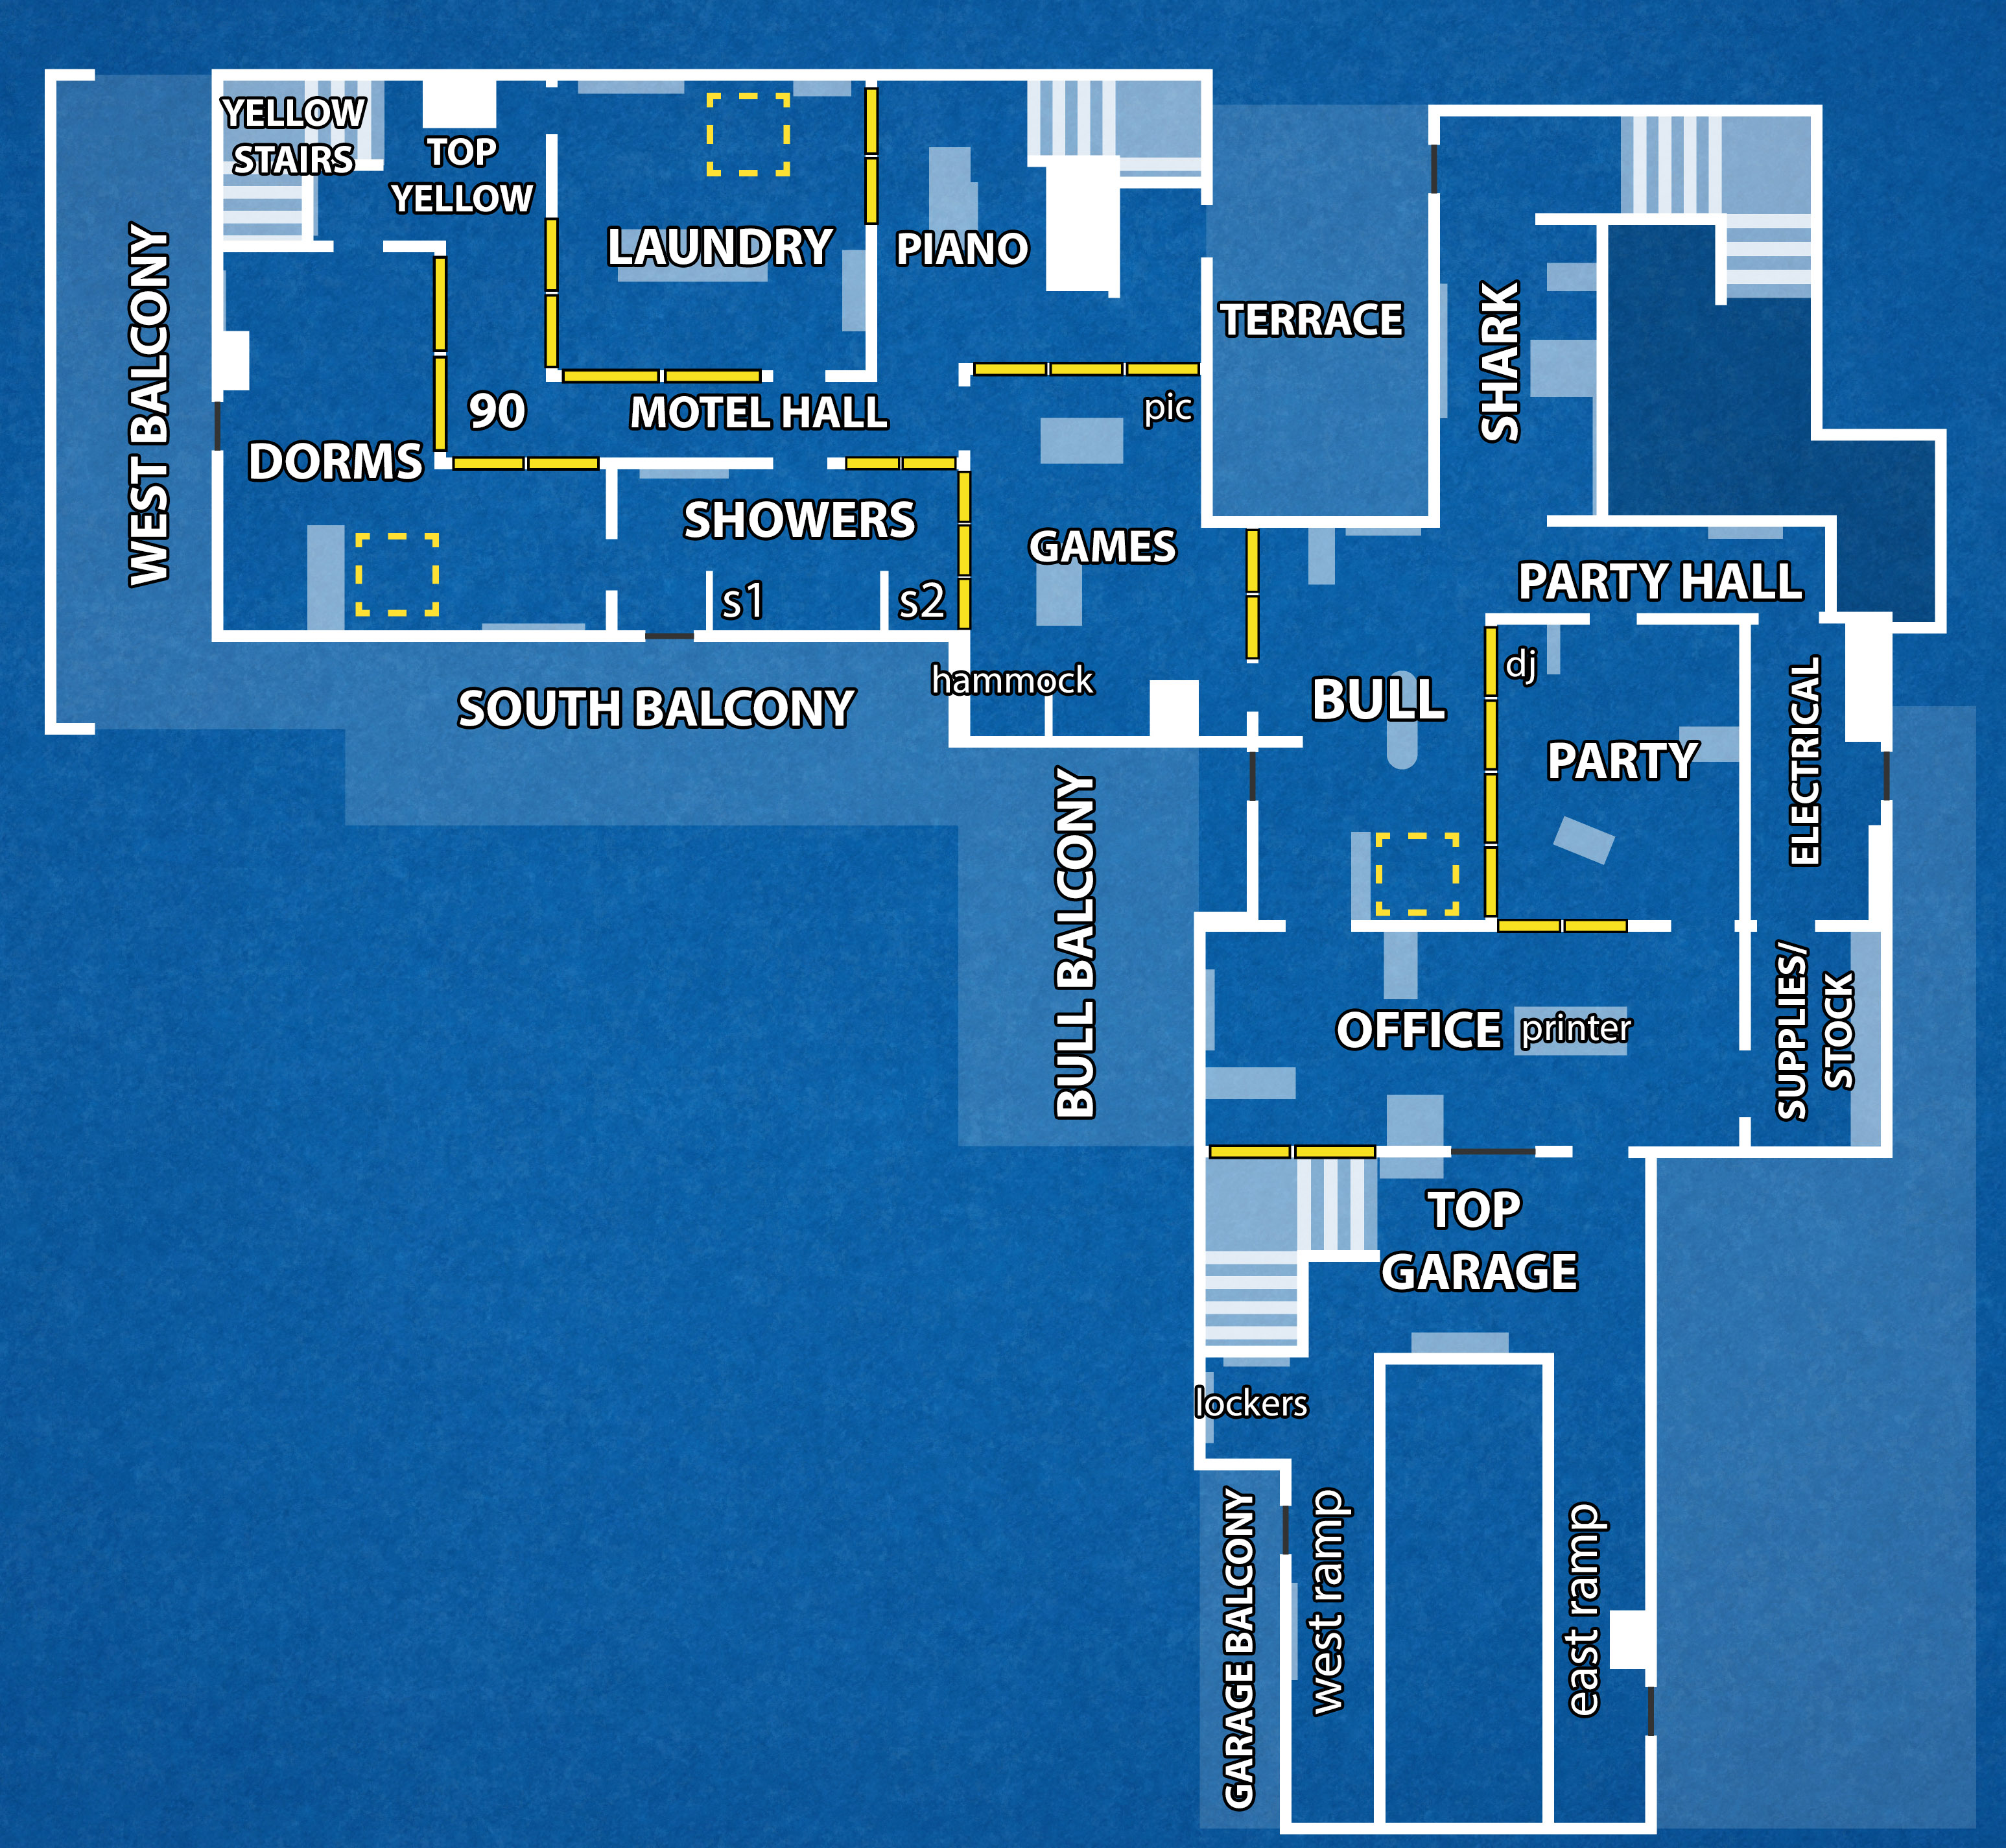 YELLOW
STAIRS
TOP
YELLOW
LAUNDRY
PIANO
TERRACE
SHARK
WEST BALCONY
DORMS
90
MOTEL HALL
pic
SHOWERS
s1
s2
GAMES
PARTY HALL
hammock
SOUTH BALCONY
BULL
dj
PARTY
ELECTRICAL
BULL BALCONY
OFFICE
printer
SUPPLIES/
STOCK
TOP
GARAGE
lockers
GARAGE BALCONY
west ramp
east ramp